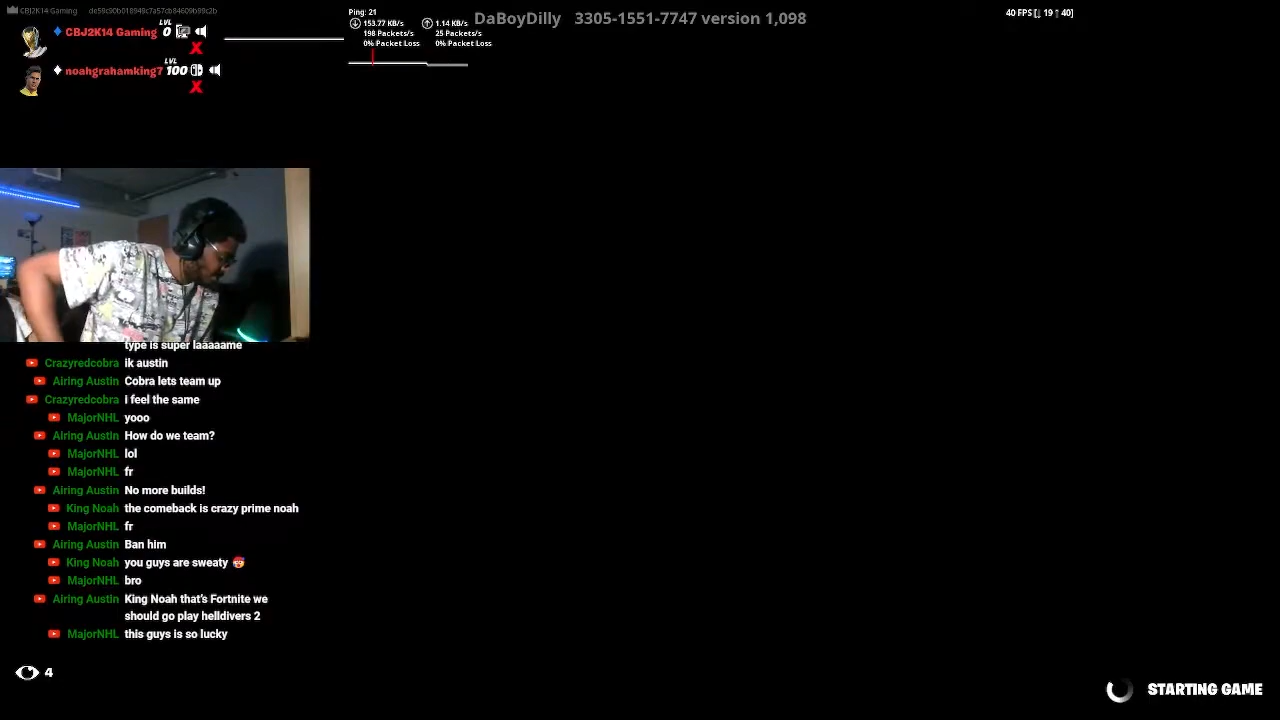 CBJ2K14 Gaming
Ping: 21
153.77 KB/s 1.14 KB/s
198 Packets/s 25 Packets/s
0% Packet Loss 0% Packet Loss
DaBoyDilly 3305-1551-7747 version 1,098
40 FPS [ 19 40]
CBJ2K14 Gaming LVL 0
X
noahgrahamking7 LVL 100
X
type is super laaaaame
Crazyredcobra ik austin
Airing Austin Cobra lets team up
Crazyredcobra i feel the same
MajorNHL yooo
Airing Austin How do we team?
MajorNHL lol
MajorNHL fr
Airing Austin No more builds!
King Noah the comeback is crazy prime noah
MajorNHL fr
Airing Austin Ban him
King Noah you guys are sweaty
MajorNHL bro
Airing Austin King Noah that's Fortnite we
should go play helldivers 2
MajorNHL this guys is so lucky
4
STARTING GAME